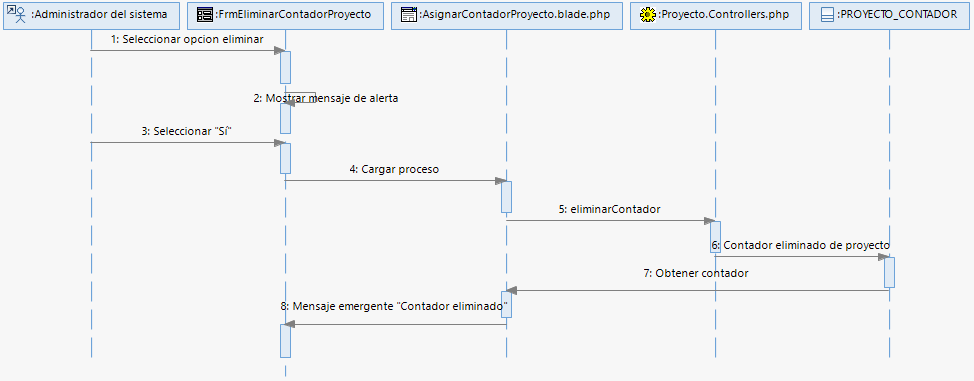 :Administrador del sistema
:FrmEliminarContadorProyecto
:AsignarContadorProyecto.blade.php
:Proyecto.Controllers.php
:PROYECTO_CONTADOR
1: Seleccionar opcion eliminar
2: Mostrar mensaje de alerta
3: Seleccionar "Sí"
4: Cargar proceso
5: eliminarContador
6: Contador eliminado de proyecto
7: Obtener contador
8: Mensaje emergente "Contador eliminado"